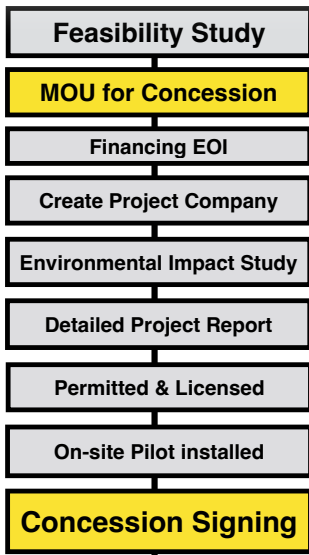 Feasibility Study
MOU for Concession
Financing EOI
Create Project Company
Environmental Impact Study
Detailed Project Report
Permitted & Licensed
On-site Pilot installed
Concession Signing